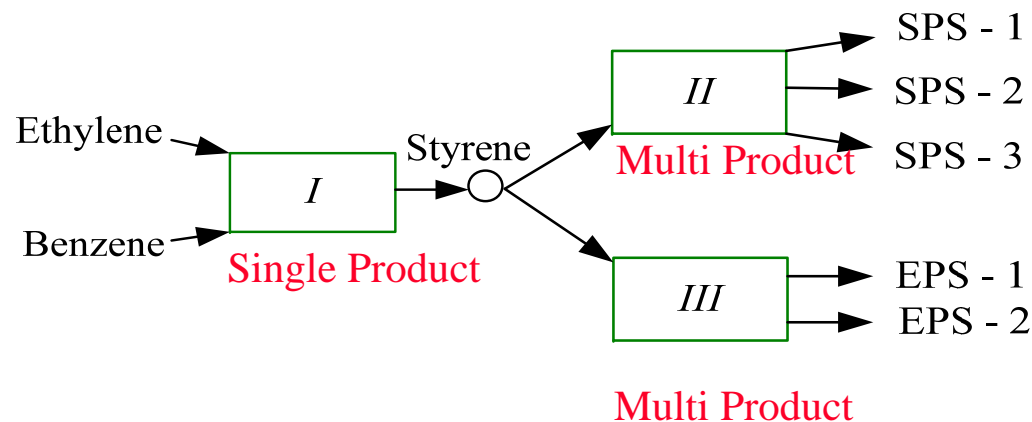 Ethylene
Benzene
I
Single Product
Styrene
II
Multi Product
SPS - 1
SPS - 2
SPS - 3
III
Multi Product
EPS - 1
EPS - 2